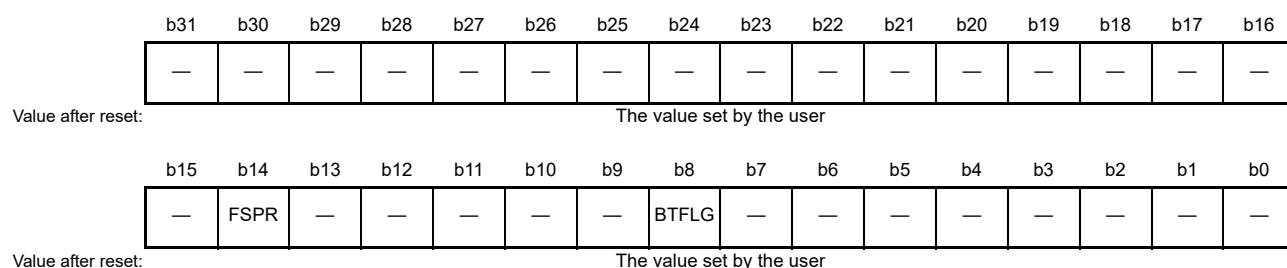 b31 b30 b29 b28 b27 b26 b25 b24 b23 b22 b21 b20 b19 b18 b17 b16
— — — — — — — — — — — — — — — —
Value after reset: The value set by the user
b15 b14 b13 b12 b11 b10 b9 b8 b7 b6 b5 b4 b3 b2 b1 b0
— FSPR — — — — — BTFLG — — — — — — — —
Value after reset: The value set by the user